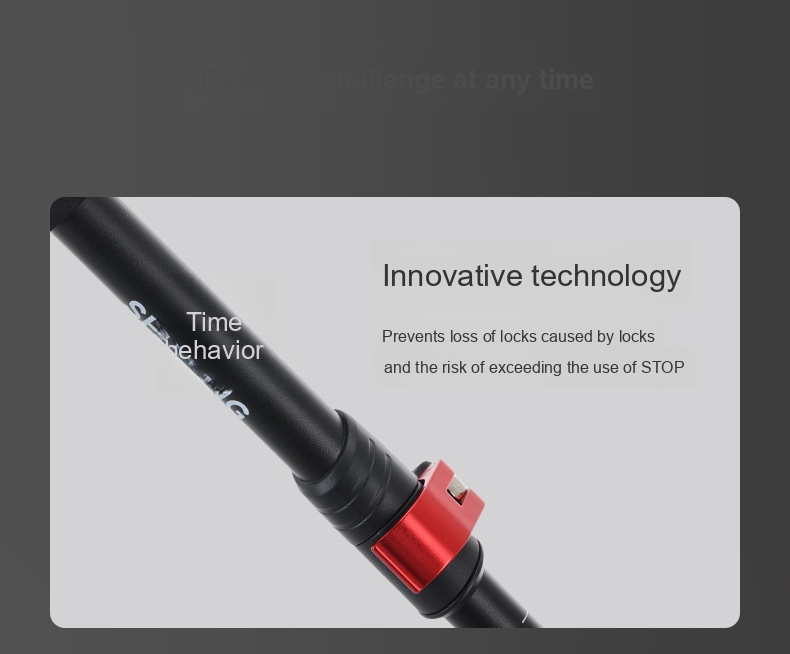 challenge at any time
Innovative technology
Time
behavior
Prevents loss of locks caused by locks
and the risk of exceeding the use of STOP